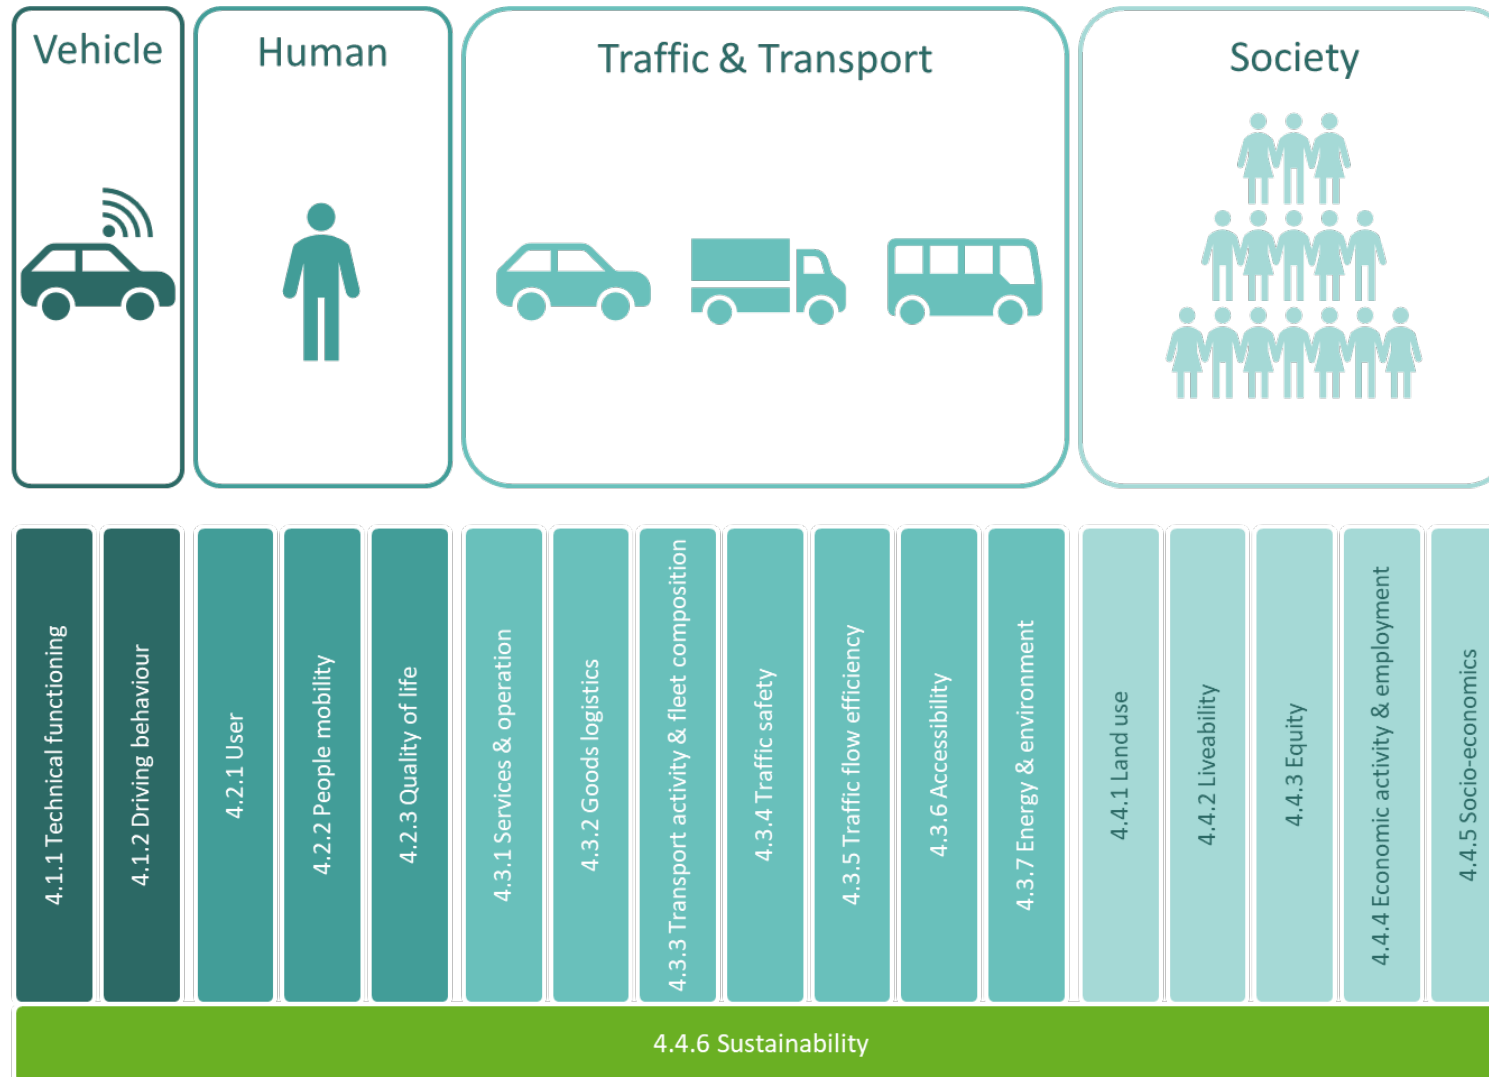 Vehicle
Human
Traffic & Transport
Society
4.1.1 Technical functioning
4.1.2 Driving behaviour
4.2.1 User
4.2.2 People mobility
4.2.3 Quality of life
4.3.1 Services & operation
4.3.2 Goods logistics
4.3.3 Transport activity & fleet composition
4.3.4 Traffic safety
4.3.5 Traffic flow efficiency
4.3.6 Accessibility
4.3.7 Energy & environment
4.4.1 Land use
4.4.2 Liveability
4.4.3 Equity
4.4.4 Economic activity & employment
4.4.5 Socio-economics
4.4.6 Sustainability